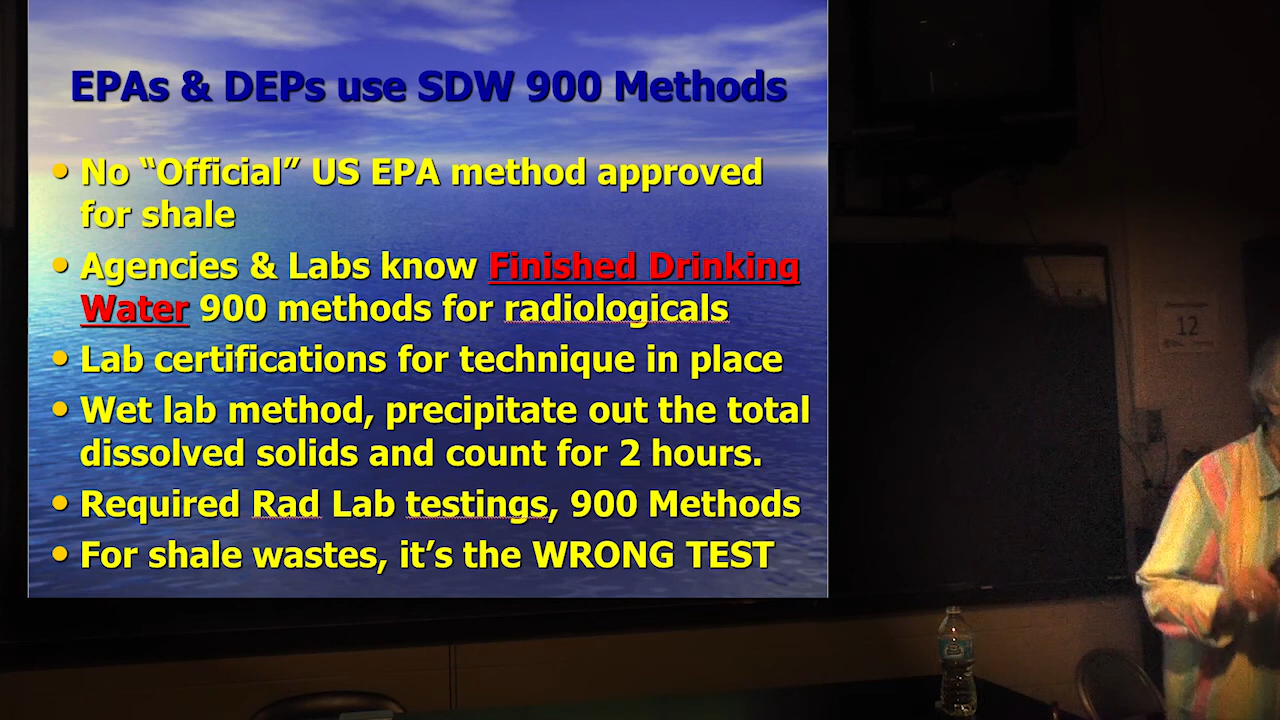 EPAs & DEPs use SDW 900 Methods
• No “Official” US EPA method approved
for shale
• Agencies & Labs know Finished Drinking
Water 900 methods for radiologicals
• Lab certifications for technique in place
• Wet lab method, precipitate out the total
dissolved solids and count for 2 hours.
• Required Rad Lab testings, 900 Methods
• For shale wastes, it’s the WRONG TEST
12